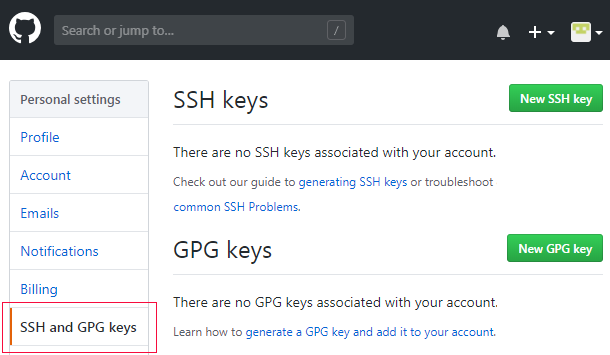 Search or jump to...
/
Personal settings
Profile
Account
Emails
Notifications
Billing
SSH and GPG keys
SSH keys
New SSH key
There are no SSH keys associated with your account.
Check out our guide to generating SSH keys or troubleshoot
common SSH Problems.
GPG keys
New GPG key
There are no GPG keys associated with your account.
Learn how to generate a GPG key and add it to your account.